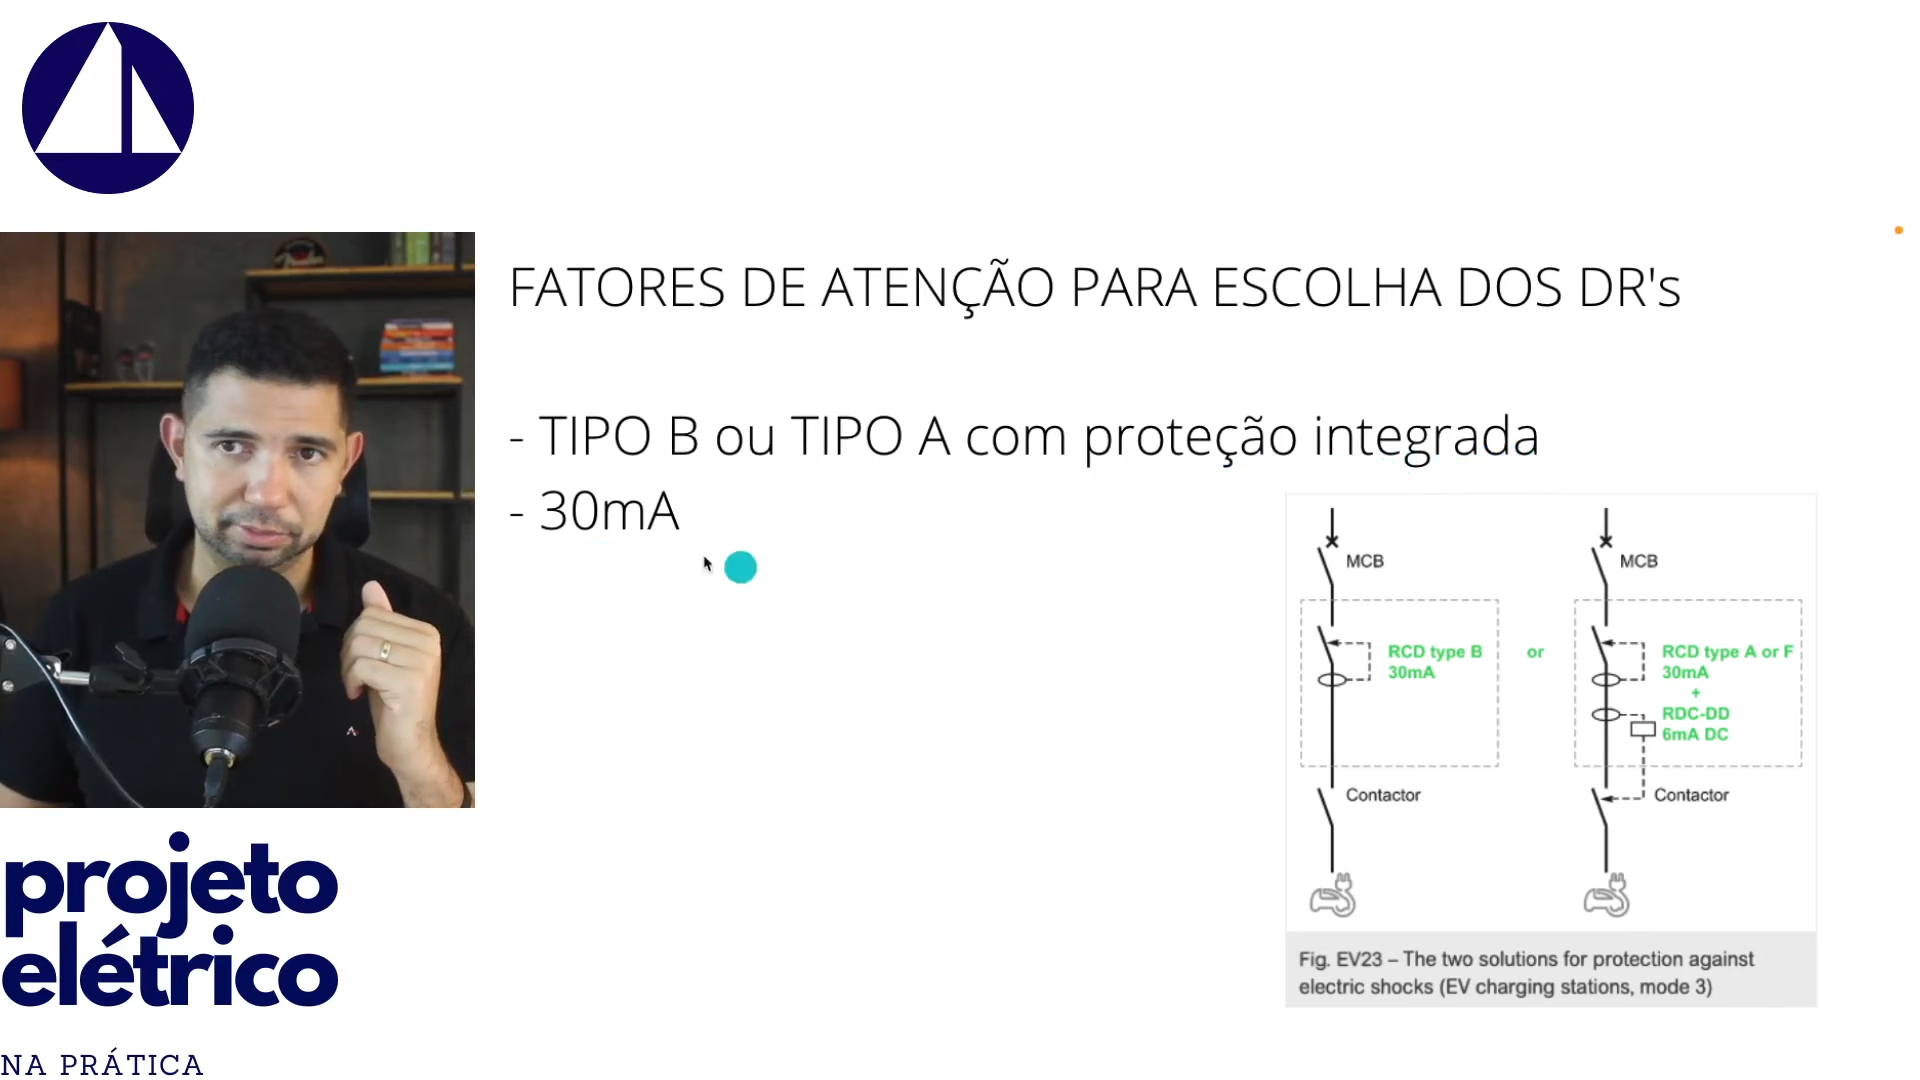 FATORES DE ATENÇÃO PARA ESCOLHA DOS DR's
- TIPO B ou TIPO A com proteção integrada
- 30mA
MCB
RCD type B
30mA
Contactor
or
MCB
RCD type A or F
30mA
+
RDC-DD
6mA DC
Contactor
Fig. EV23 – The two solutions for protection against
electric shocks (EV charging stations, mode 3)
projeto
elétrico
NA PRÁTICA